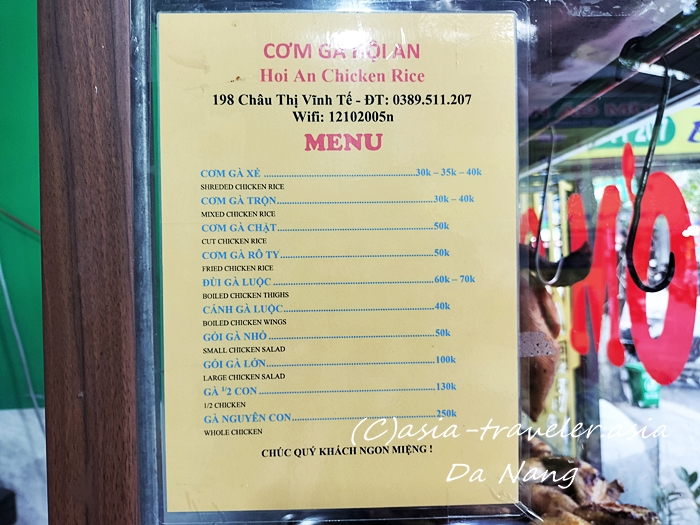 CƠM GÀ HỘI AN
Hoi An Chicken Rice
198 Châu Thị Vĩnh Tế - ĐT: 0389.511.207
Wifi: 12102005n
MENU
CƠM GÀ XÉ 30k – 35k – 40k
SHREDED CHICKEN RICE
CƠM GÀ TRỘN 30k – 40k
MIXED CHICKEN RICE
CƠM GÀ CHẶT 50k
CUT CHICKEN RICE
CƠM GÀ RÔ TY 50k
FRIED CHICKEN RICE
ĐÙI GÀ LUỘC 60k – 70k
BOILED CHICKEN THIGHS
CÁNH GÀ LUỘC 40k
BOILED CHICKEN WINGS
GỎI GÀ NHỎ 50k
SMALL CHICKEN SALAD
GỎI GÀ LỚN 100k
LARGE CHICKEN SALAD
GÀ 1/2 CON 130k
1/2 CHICKEN
GÀ NGUYÊN CON 250k
WHOLE CHICKEN
CHÚC QUÝ KHÁCH NGON MIỆNG !
(C)asia-traveler.asia
Da Nang